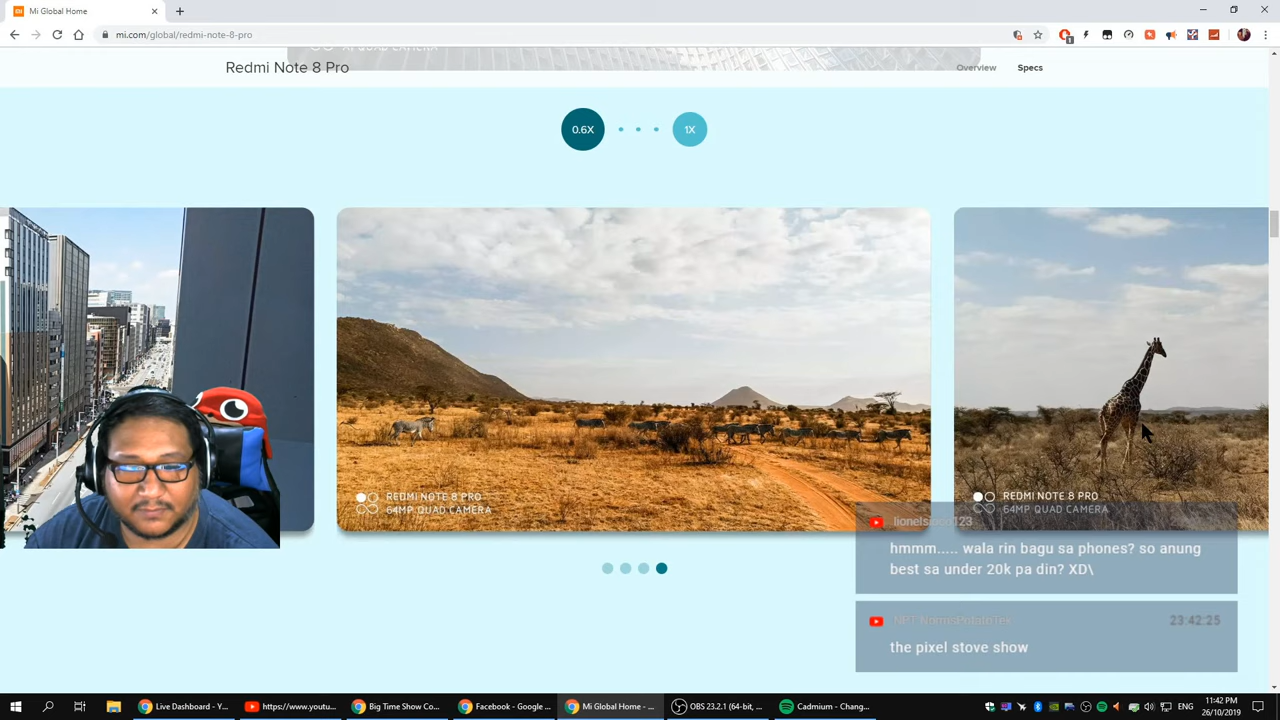 Mi Global Home
mi.com/global/redmi-note-8-pro
1
64MP QUAD CAMERA
Redmi Note 8 Pro
Overview
Specs
0.6X
1X
REDMI NOTE 8 PRO
64MP QUAD CAMERA
REDMI NOTE 8 PRO
64MP QUAD CAMERA
hmmm..... wala rin bagu sa phones? so anung
best sa under 20k pa din? XD\
23:42:25
the pixel stove show
Live Dashboard - Y...
https://www.youtu...
Big Time Show Co...
Facebook - Google ...
Mi Global Home - ...
OBS 23.2.1 (64-bit, ...
Cadmium - Chang...
ENG
11:42 PM
26/10/2019